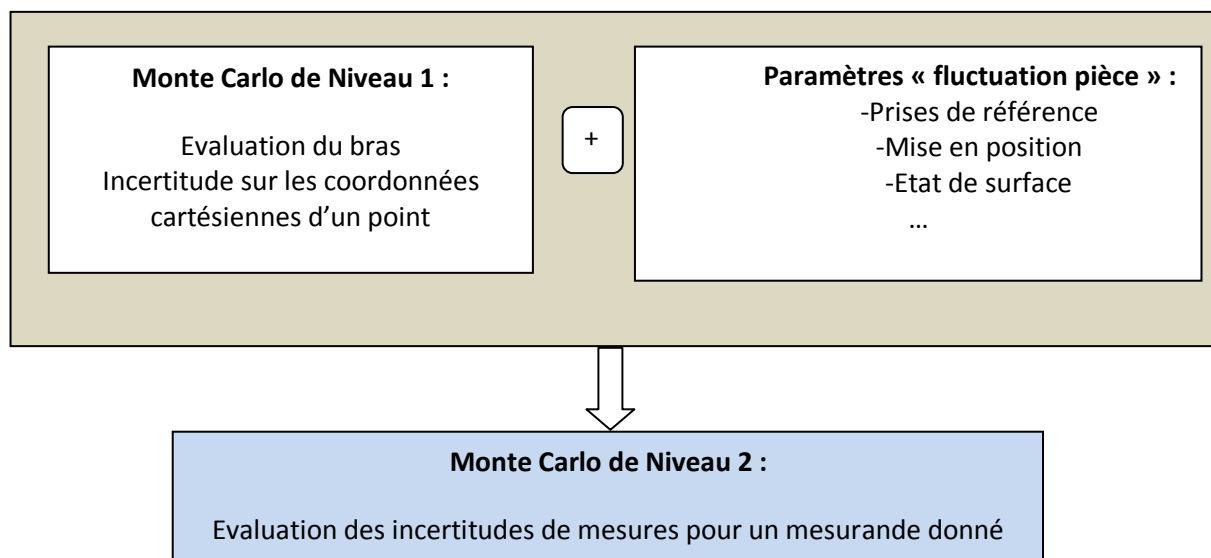 Monte Carlo de Niveau 1 :
Evaluation du bras
Incertitude sur les coordonnées
cartésiennes d'un point
+
Paramètres « fluctuation pièce » :
-Prises de référence
-Mise en position
-Etat de surface
...
Monte Carlo de Niveau 2 :
Evaluation des incertitudes de mesures pour un mesurande donné